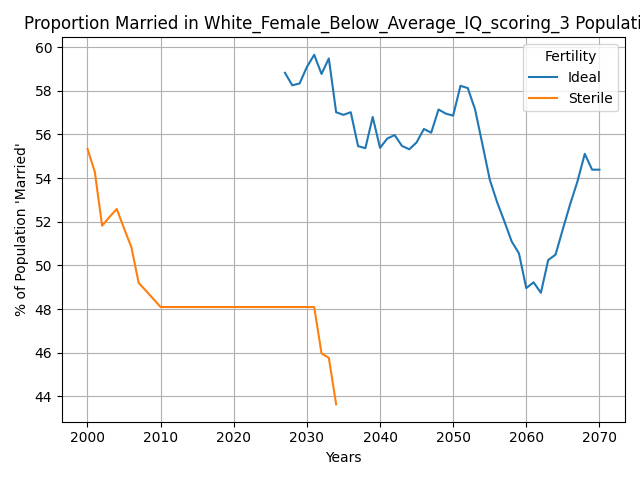 Proportion Married in White_Female_Below_Average_IQ_scoring_3 Populati
60
58
56
54
52
50
48
46
44
% of Population 'Married'
Fertility
Ideal
Sterile
2000 2010 2020 2030 2040 2050 2060 2070
Years